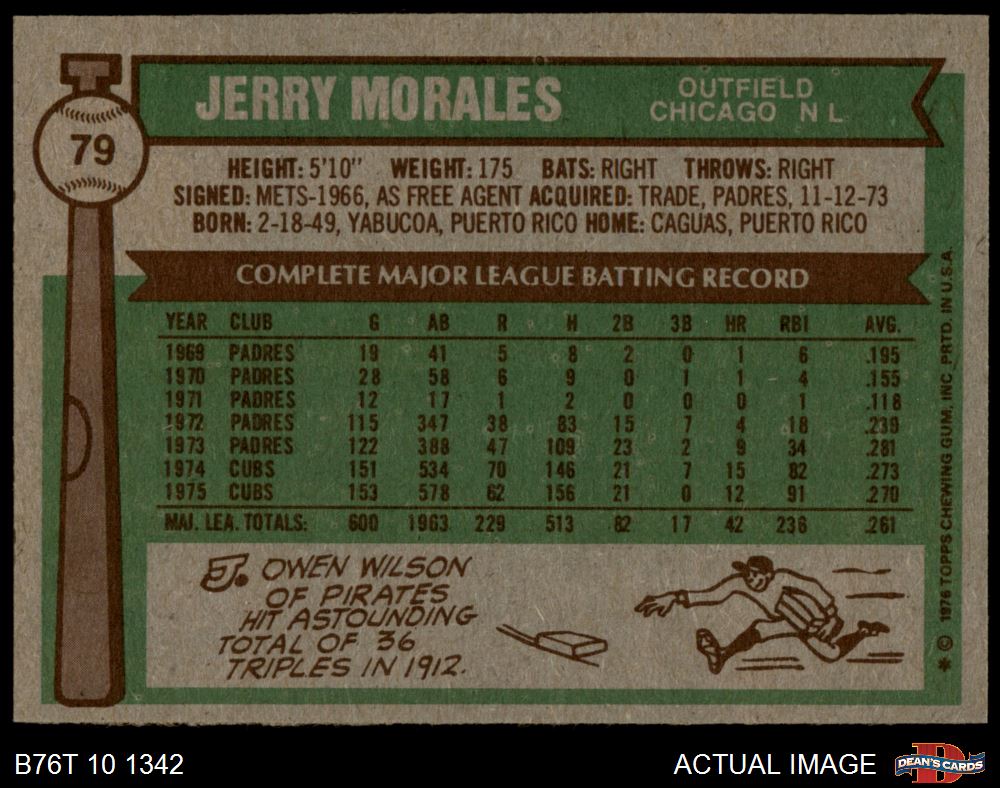 T
79
JERRY MORALES
OUTFIELD
CHICAGO N L
HEIGHT: 5'10" WEIGHT: 175 BATS: RIGHT THROWS: RIGHT
SIGNED: METS-1966, AS FREE AGENT ACQUIRED: TRADE, PADRES, 11-12-73
BORN: 2-18-49, YABUCOA, PUERTO RICO HOME: CAGUAS, PUERTO RICO
COMPLETE MAJOR LEAGUE BATTING RECORD
YEAR CLUB G AB R H 2B 3B HR RBI AVG.
1969 PADRES 19 41 5 8 2 0 1 6 .195
1970 PADRES 28 58 6 9 0 1 1 4 .155
1971 PADRES 12 17 1 2 0 0 0 1 .118
1972 PADRES 115 347 38 83 15 7 4 18 .239
1973 PADRES 122 388 47 109 23 2 9 34 .281
1974 CUBS 151 534 70 146 21 7 15 82 .273
1975 CUBS 153 578 62 156 21 0 12 91 .270
MAJ. LEA. TOTALS: 600 1963 229 513 82 17 42 236 .261
EJ. OWEN WILSON
OF PIRATES
HIT ASTOUNDING
TOTAL OF 36
TRIPLES IN 1912.
* © 1976 TOPPS CHEWING GUM, INC. PRTD. IN U.S.A.
B76T 10 1342
ACTUAL IMAGE
D
DEAN'S CARDS